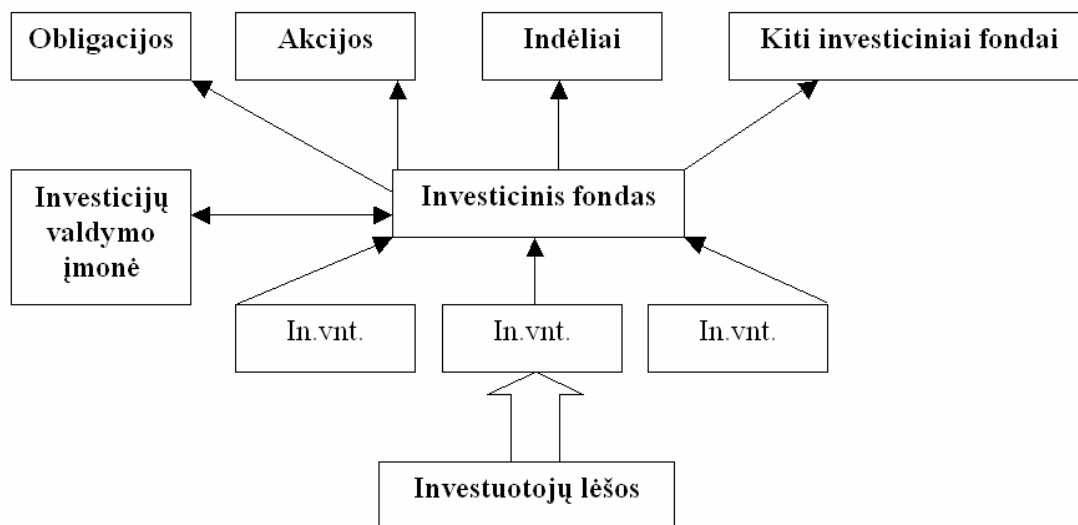 Obligacijos
Akcijos
Indėliai
Kiti investiciniai fondai
Investicijų
valdymo
įmonė
Investicinis fondas
In.vnt.
In.vnt.
In.vnt.
Investuotojų lėšos